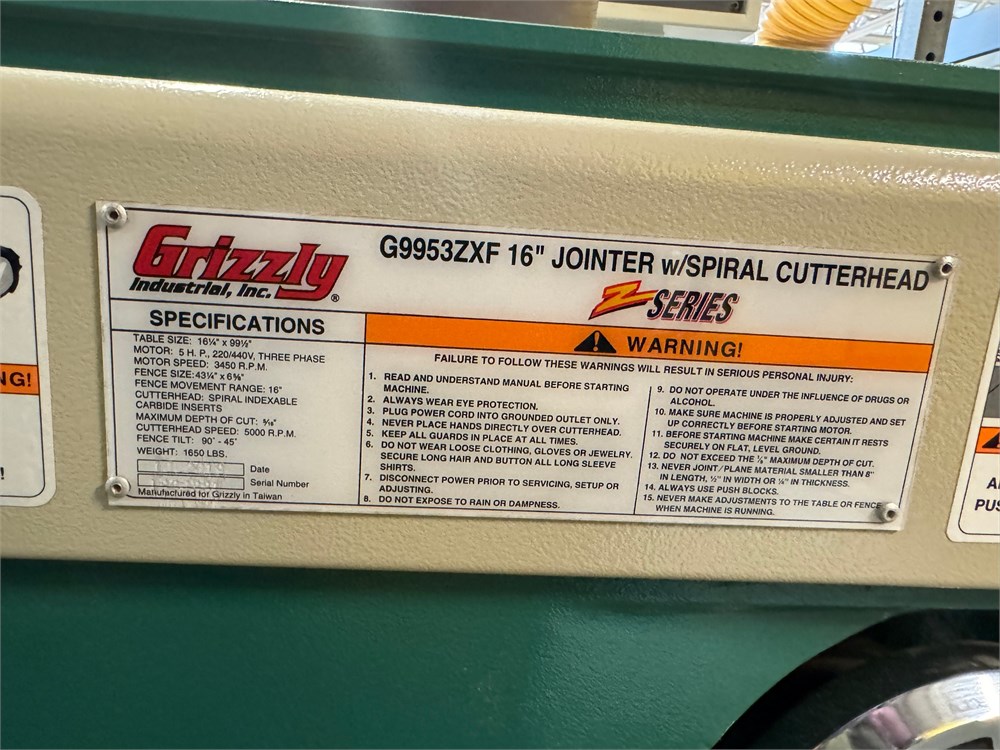 Grizzly
Industrial, Inc.
®
G9953ZXF 16" JOINTER w/SPIRAL CUTTERHEAD
Z SERIES
SPECIFICATIONS
TABLE SIZE: 16¼" x 99½"
MOTOR: 5 H. P., 220/440V, THREE PHASE
MOTOR SPEED: 3450 R.P.M.
FENCE SIZE: 43¼" x 6⅝"
FENCE MOVEMENT RANGE: 16"
CUTTERHEAD: SPIRAL INDEXABLE
CARBIDE INSERTS
MAXIMUM DEPTH OF CUT:
CUTTERHEAD SPEED: 5000 R.P.M.
FENCE TILT: 90° - 45°
WEIGHT: 1650 LBS.
Date
Serial Number
Manufactured for Grizzly in Taiwan
WARNING!
FAILURE TO FOLLOW THESE WARNINGS WILL RESULT IN SERIOUS PERSONAL INJURY:
1. READ AND UNDERSTAND MANUAL BEFORE STARTING
MACHINE.
2. ALWAYS WEAR EYE PROTECTION.
3. PLUG POWER CORD INTO GROUNDED OUTLET ONLY.
4. NEVER PLACE HANDS DIRECTLY OVER CUTTERHEAD.
5. KEEP ALL GUARDS IN PLACE AT ALL TIMES.
6. DO NOT WEAR LOOSE CLOTHING, GLOVES OR JEWELRY.
SECURE LONG HAIR AND BUTTON ALL LONG SLEEVE
SHIRTS.
7. DISCONNECT POWER PRIOR TO SERVICING, SETUP OR
ADJUSTING.
8. DO NOT EXPOSE TO RAIN OR DAMPNESS.
9. DO NOT OPERATE UNDER THE INFLUENCE OF DRUGS OR
ALCOHOL.
10. MAKE SURE MACHINE IS PROPERLY ADJUSTED AND SET
UP CORRECTLY BEFORE STARTING MOTOR.
11. BEFORE STARTING MACHINE MAKE CERTAIN IT RESTS
SECURELY ON FLAT, LEVEL GROUND.
12. DO NOT EXCEED THE ⅛" MAXIMUM DEPTH OF CUT.
13. NEVER JOINT / PLANE MATERIAL SMALLER THAN 8"
IN LENGTH, ½" IN WIDTH OR ¼" IN THICKNESS.
14. ALWAYS USE PUSH BLOCKS.
15. NEVER MAKE ADJUSTMENTS TO THE TABLE OR FENCE
WHEN MACHINE IS RUNNING.
NG!
!
A
PUS